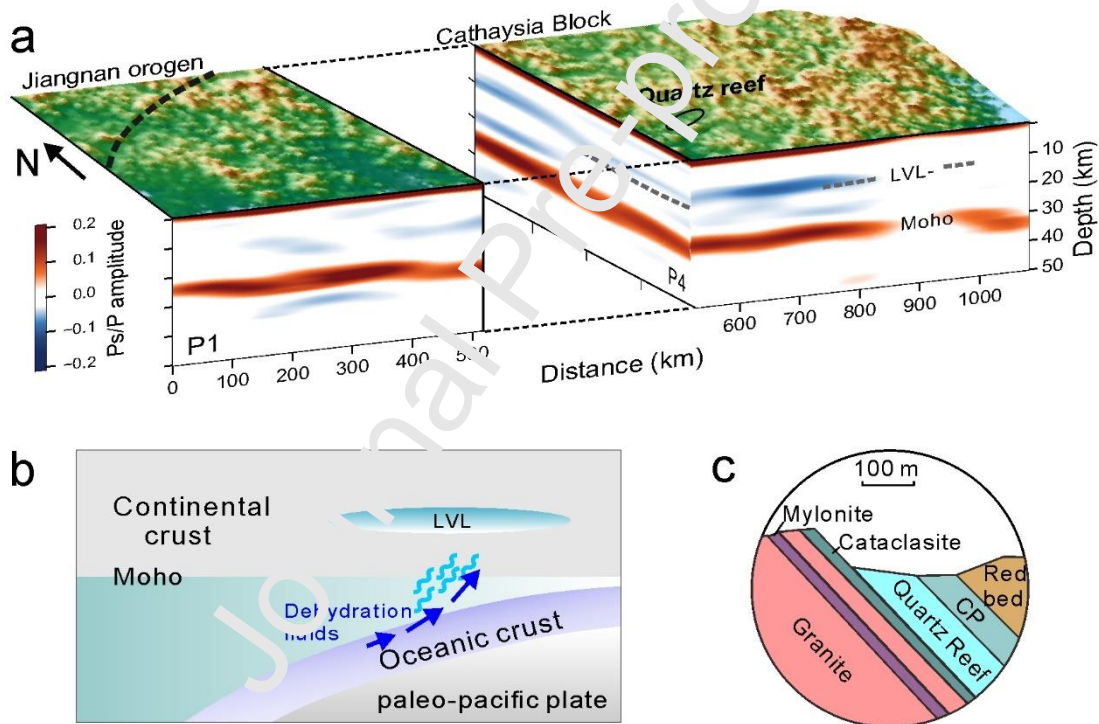 a
Jiangnan orogen
Cathaysia Block
Quartz reef
N
10
20
30
40
50
Depth (km)
LVL-
Moho
0.2
0.1
0.0
−0.1
−0.2
Ps/P amplitude
P1
P4
0
100
200
300
400
600
700
800
900
1000
Distance (km)
Journal Pre-pro
b
Continental
crust
LVL
Moho
Dehydration
Oceanic crust
paleo-pacific plate
c
100 m
Mylonite
Cataclasite
Granite
Quartz Reef
CP
Red
bed